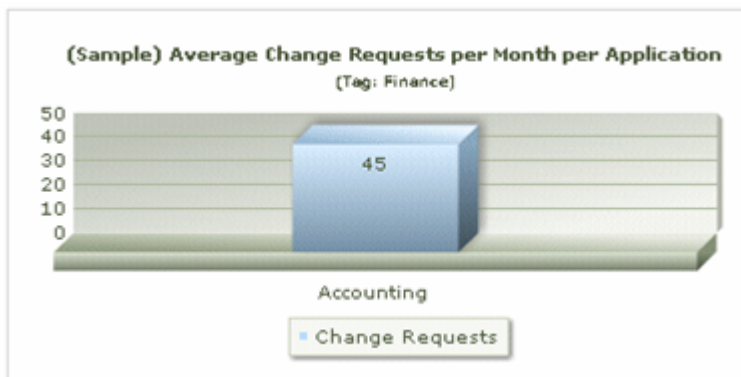 (Sample) Average Change Requests per Month per Application
[Tag: Finance]
50
40
30
20
10
0
45
Accounting
Change Requests